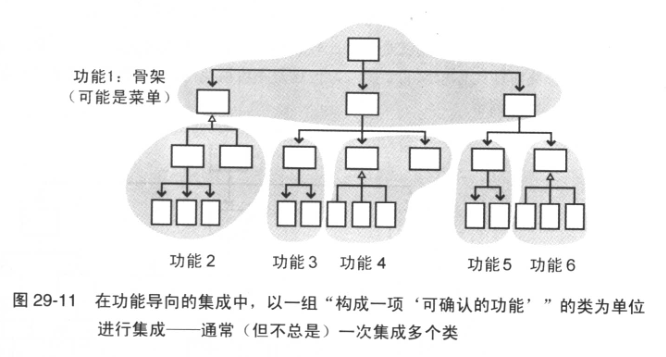 功能1：骨架
（可能是菜单）
功能2
功能3
功能4
功能5
功能6
图 29-11 在功能导向的集成中，以一组“构成一项‘可确认的功能’”的类为单位
进行集成——通常（但不总是）一次集成多个类